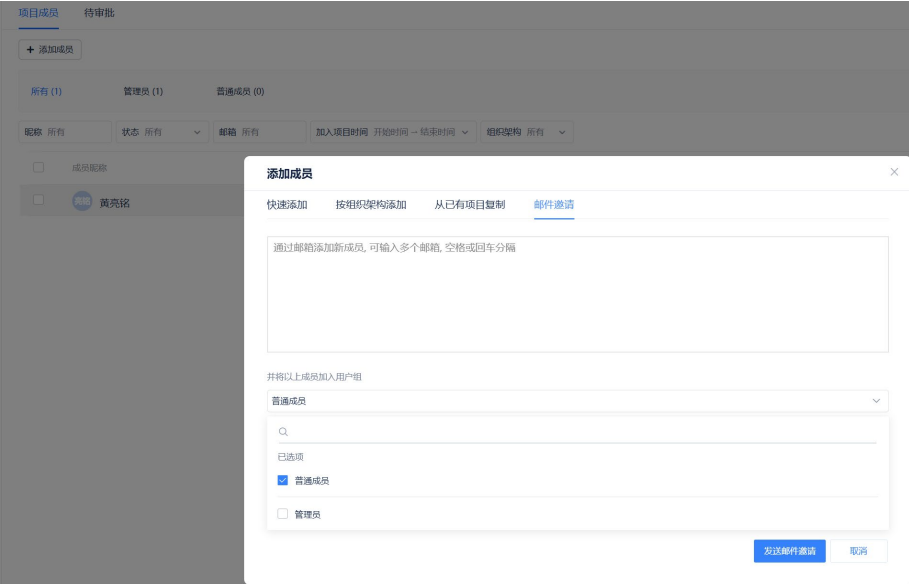 项目成员 待审批
+ 添加成员
所有 (1) 管理员 (1) 普通成员 (0)
昵称 所有 状态 所有 邮箱 所有 加入项目时间 开始时间 → 结束时间 组织架构 所有
成员昵称
黄亮铭
添加成员
快速添加 按组织架构添加 从已有项目复制 邮件邀请
通过邮箱添加新成员, 可输入多个邮箱, 空格或回车分隔
并将以上成员加入用户组
普通成员
已选项
普通成员
管理员
发送邮件邀请 取消